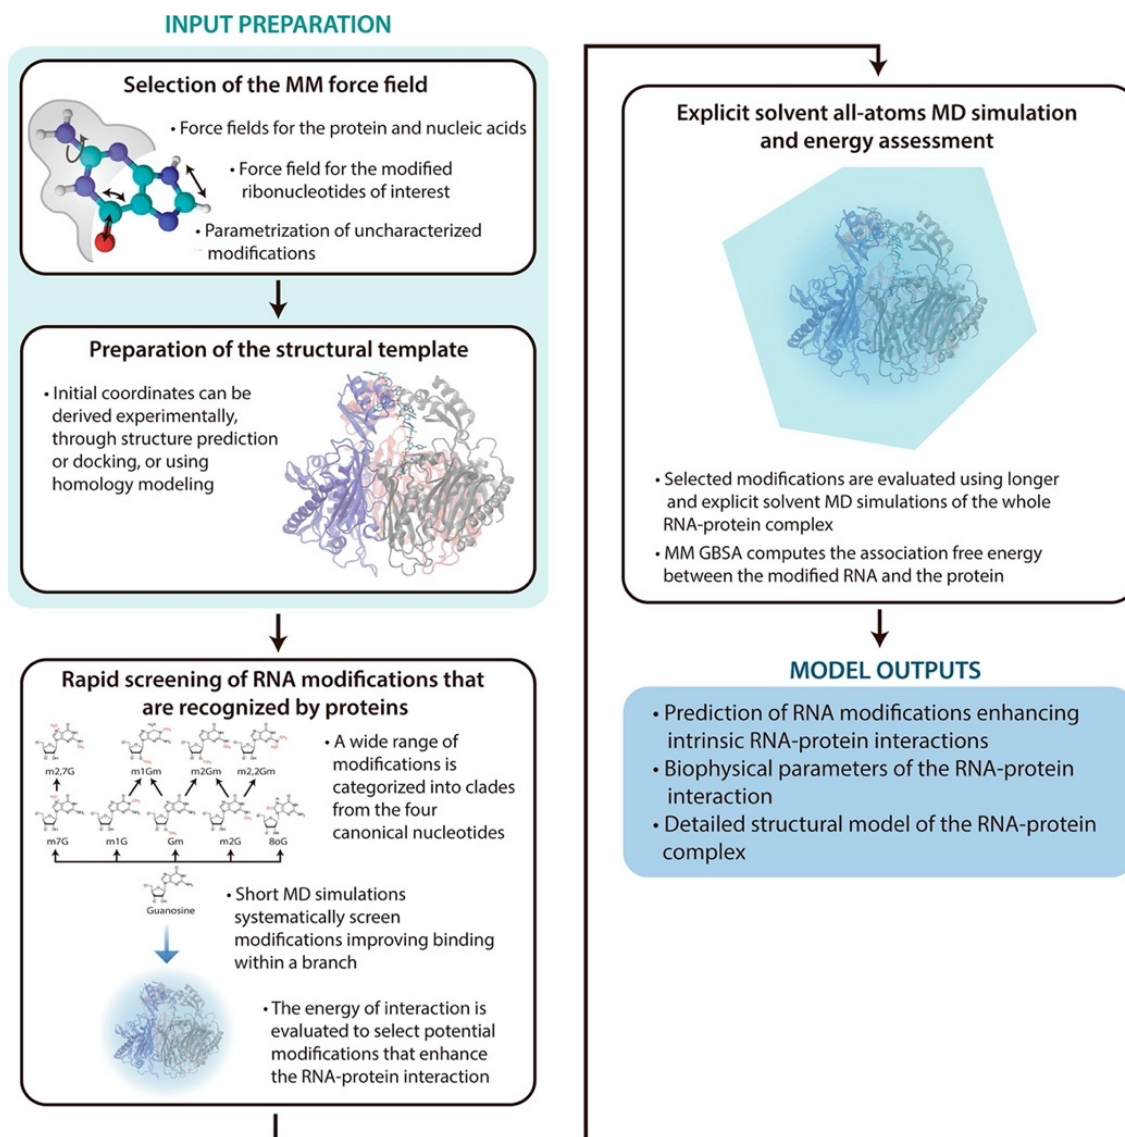 INPUT PREPARATION
Selection of the MM force field
• Force fields for the protein and nucleic acids
• Force field for the modified
ribonucleotides of interest
• Parametrization of uncharacterized
modifications
Preparation of the structural template
• Initial coordinates can be
derived experimentally,
through structure prediction
or docking, or using
homology modeling
Rapid screening of RNA modifications that
are recognized by proteins
m2,7G
m1Gm
m2Gm
m2,2Gm
m7G
m1G
Gm
m2G
8oG
Guanosine
• A wide range of
modifications is
categorized into clades
from the four
canonical nucleotides
• Short MD simulations
systematically screen
modifications improving binding
within a branch
• The energy of interaction is
evaluated to select potential
modifications that enhance
the RNA-protein interaction
Explicit solvent all-atoms MD simulation
and energy assessment
• Selected modifications are evaluated using longer
and explicit solvent MD simulations of the whole
RNA-protein complex
• MM GBSA computes the association free energy
between the modified RNA and the protein
MODEL OUTPUTS
• Prediction of RNA modifications enhancing
intrinsic RNA-protein interactions
• Biophysical parameters of the RNA-protein
interaction
• Detailed structural model of the RNA-protein
complex